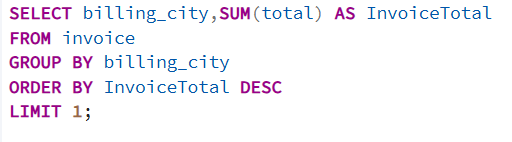 SELECT billing_city,SUM(total) AS InvoiceTotal
FROM invoice
GROUP BY billing_city
ORDER BY InvoiceTotal DESC
LIMIT 1;